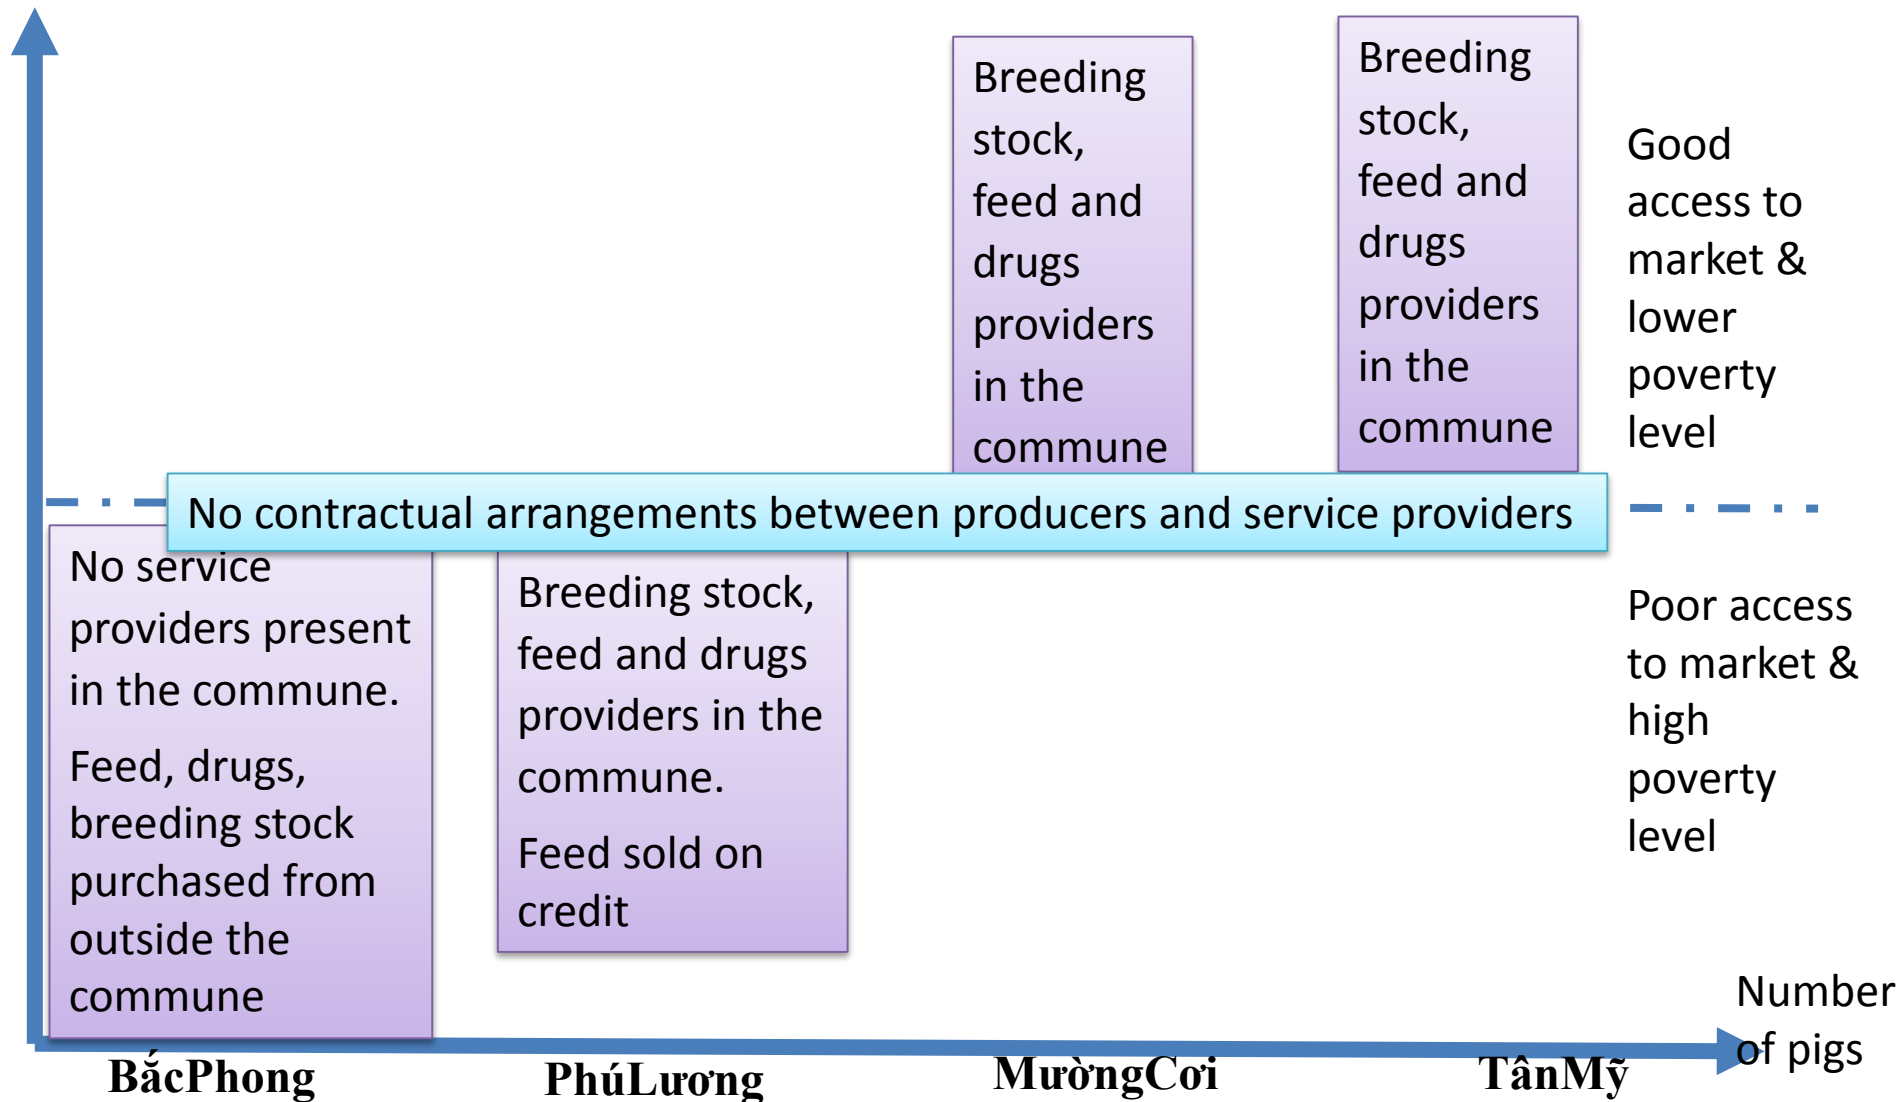 Breeding
stock,
feed and
drugs
providers
in the
commune
Breeding
stock,
feed and
drugs
providers
in the
commune
Good
access to
market &
lower
poverty
level
No contractual arrangements between producers and service providers
No service
providers present
in the commune.
Feed, drugs,
breeding stock
purchased from
outside the
commune
Breeding stock,
feed and drugs
providers in the
commune.
Feed sold on
credit
Poor access
to market &
high
poverty
level
Number
of pigs
BắcPhong
PhúLương
MườngCơi
TânMỹ